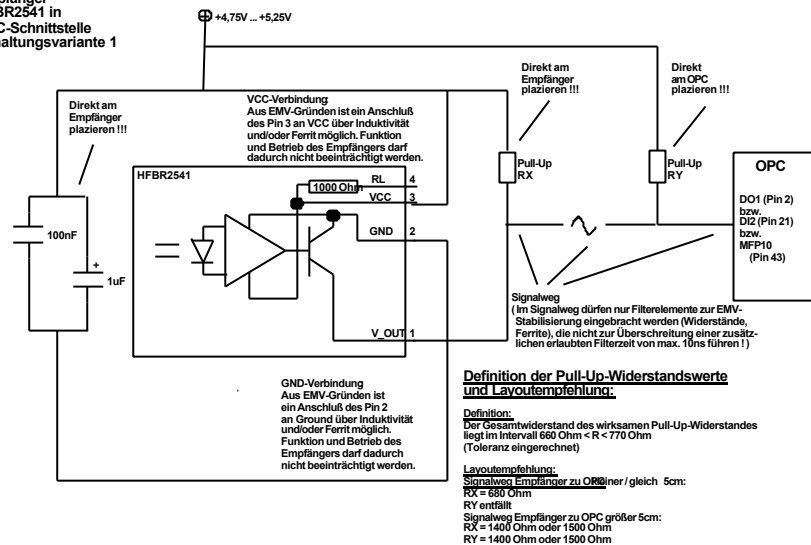 BR2541 in
C-Schnittstelle
altungsvariante 1
+4,75V ... +5,25V
Direkt am
Empfänger
plazieren !!!
VCC-Verbindung
Aus EMV-Gründen ist ein Anschluß
des Pin 3 an VCC über Induktivität
und/oder Ferrit möglich. Funktion
und Betrieb des Empfängers darf
dadurch nicht beeinträchtigt werden.
Direkt am
Empfänger
plazieren !!!
Direkt
am OPC
plazieren !!!
HFBR2541
1000 Ohm
RL 4
VCC 3
GND 2
V_OUT 1
100nF
+
1uF
Pull-Up
RX
Pull-Up
RY
OPC
DO1 (Pin 2)
bzw.
DI2 (Pin 21)
bzw.
MFP10
(Pin 43)
Signalweg
( Im Signalweg dürfen nur Filterelemente zur EMV-
Stabilisierung eingebracht werden (Widerstände,
Ferrite), die nicht zur Überschreitung einer zusätz-
lichen erlaubten Filterzeit von max. 10ns führen ! )
GND-Verbindung
Aus EMV-Gründen ist
ein Anschluß des Pin 2
an Ground über Induktivität
und/oder Ferrit möglich.
Funktion und Betrieb des
Empfängers darf dadurch
nicht beeinträchtigt werden.
Definition der Pull-Up-Widerstandswerte
und Layoutempfehlung:
Definition:
Der Gesamtwiderstand des wirksamen Pull-Up-Widerstandes
liegt im Intervall 660 Ohm < R < 770 Ohm
(Toleranz eingerechnet)
Layoutempfehlung:
Signalweg Empfänger zu OPC kleiner / gleich 5cm:
RX = 680 Ohm
RY entfällt
Signalweg Empfänger zu OPC größer 5cm:
RX = 1400 Ohm oder 1500 Ohm
RY = 1400 Ohm oder 1500 Ohm